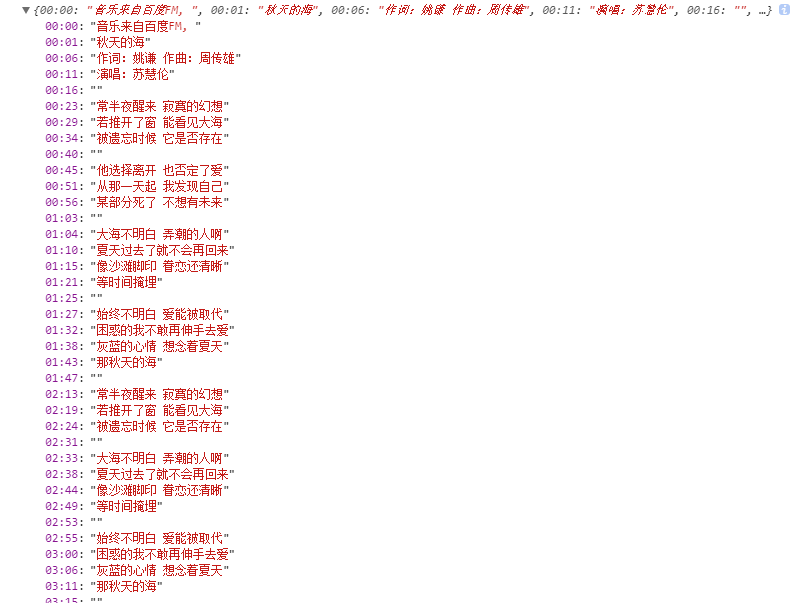 ▼{00:00: "音乐来自百度FM, ", 00:01: "秋天的海", 00:06: "作词：姚谦 作曲：周传雄", 00:11: "演唱：苏慧伦", 00:16: "", …}
00:00: "音乐来自百度FM, "
00:01: "秋天的海"
00:06: "作词：姚谦 作曲：周传雄"
00:11: "演唱：苏慧伦"
00:16: ""
00:23: "常半夜醒来 寂寞的幻想"
00:29: "若推开了窗 能看见大海"
00:34: "被遗忘时候 它是否存在"
00:40: ""
00:45: "他选择离开 也否定了爱"
00:51: "从那一天起 我发现自己"
00:56: "某部分死了 不想有未来"
01:03: ""
01:04: "大海不明白 弄潮的人啊"
01:10: "夏天过去了就不会再回来"
01:15: "像沙滩脚印 眷恋还清晰"
01:21: "等时间掩埋"
01:25: ""
01:27: "始终不明白 爱能被取代"
01:32: "困惑的我不敢再伸手去爱"
01:38: "灰蓝的心情 想念着夏天"
01:43: "那秋天的海"
01:47: ""
02:13: "常半夜醒来 寂寞的幻想"
02:19: "若推开了窗 能看见大海"
02:24: "被遗忘时候 它是否存在"
02:31: ""
02:33: "大海不明白 弄潮的人啊"
02:38: "夏天过去了就不会再回来"
02:44: "像沙滩脚印 眷恋还清晰"
02:49: "等时间掩埋"
02:53: ""
02:55: "始终不明白 爱能被取代"
03:00: "困惑的我不敢再伸手去爱"
03:06: "灰蓝的心情 想念着夏天"
03:11: "那秋天的海"
03:15: ""